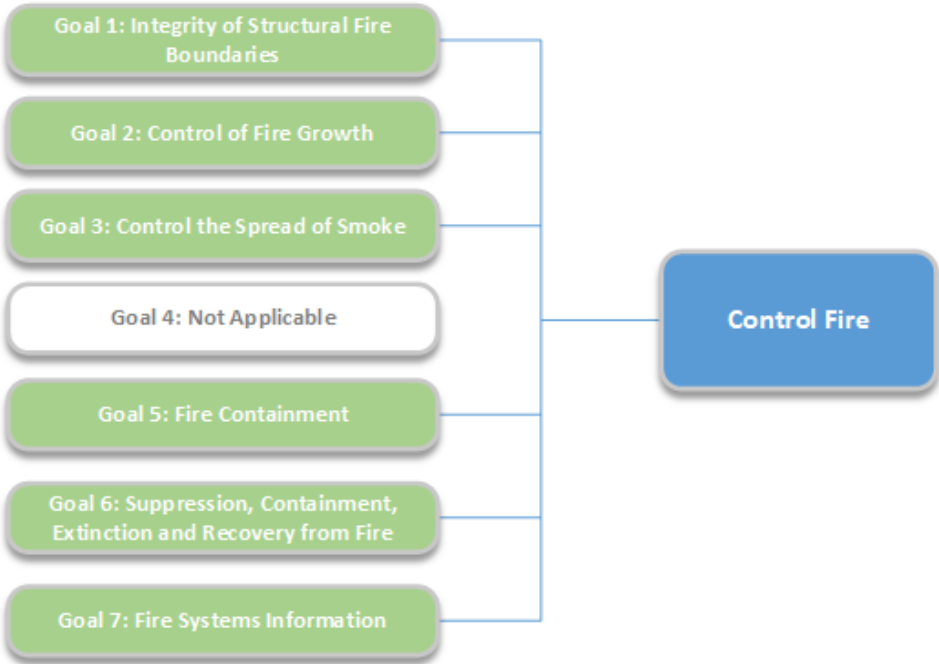 Goal 1: Integrity of Structural Fire
Boundaries
Goal 2: Control of Fire Growth
Goal 3: Control the Spread of Smoke
Goal 4: Not Applicable
Goal 5: Fire Containment
Goal 6: Suppression, Containment,
Extinction and Recovery from Fire
Goal 7: Fire Systems Information
Control Fire